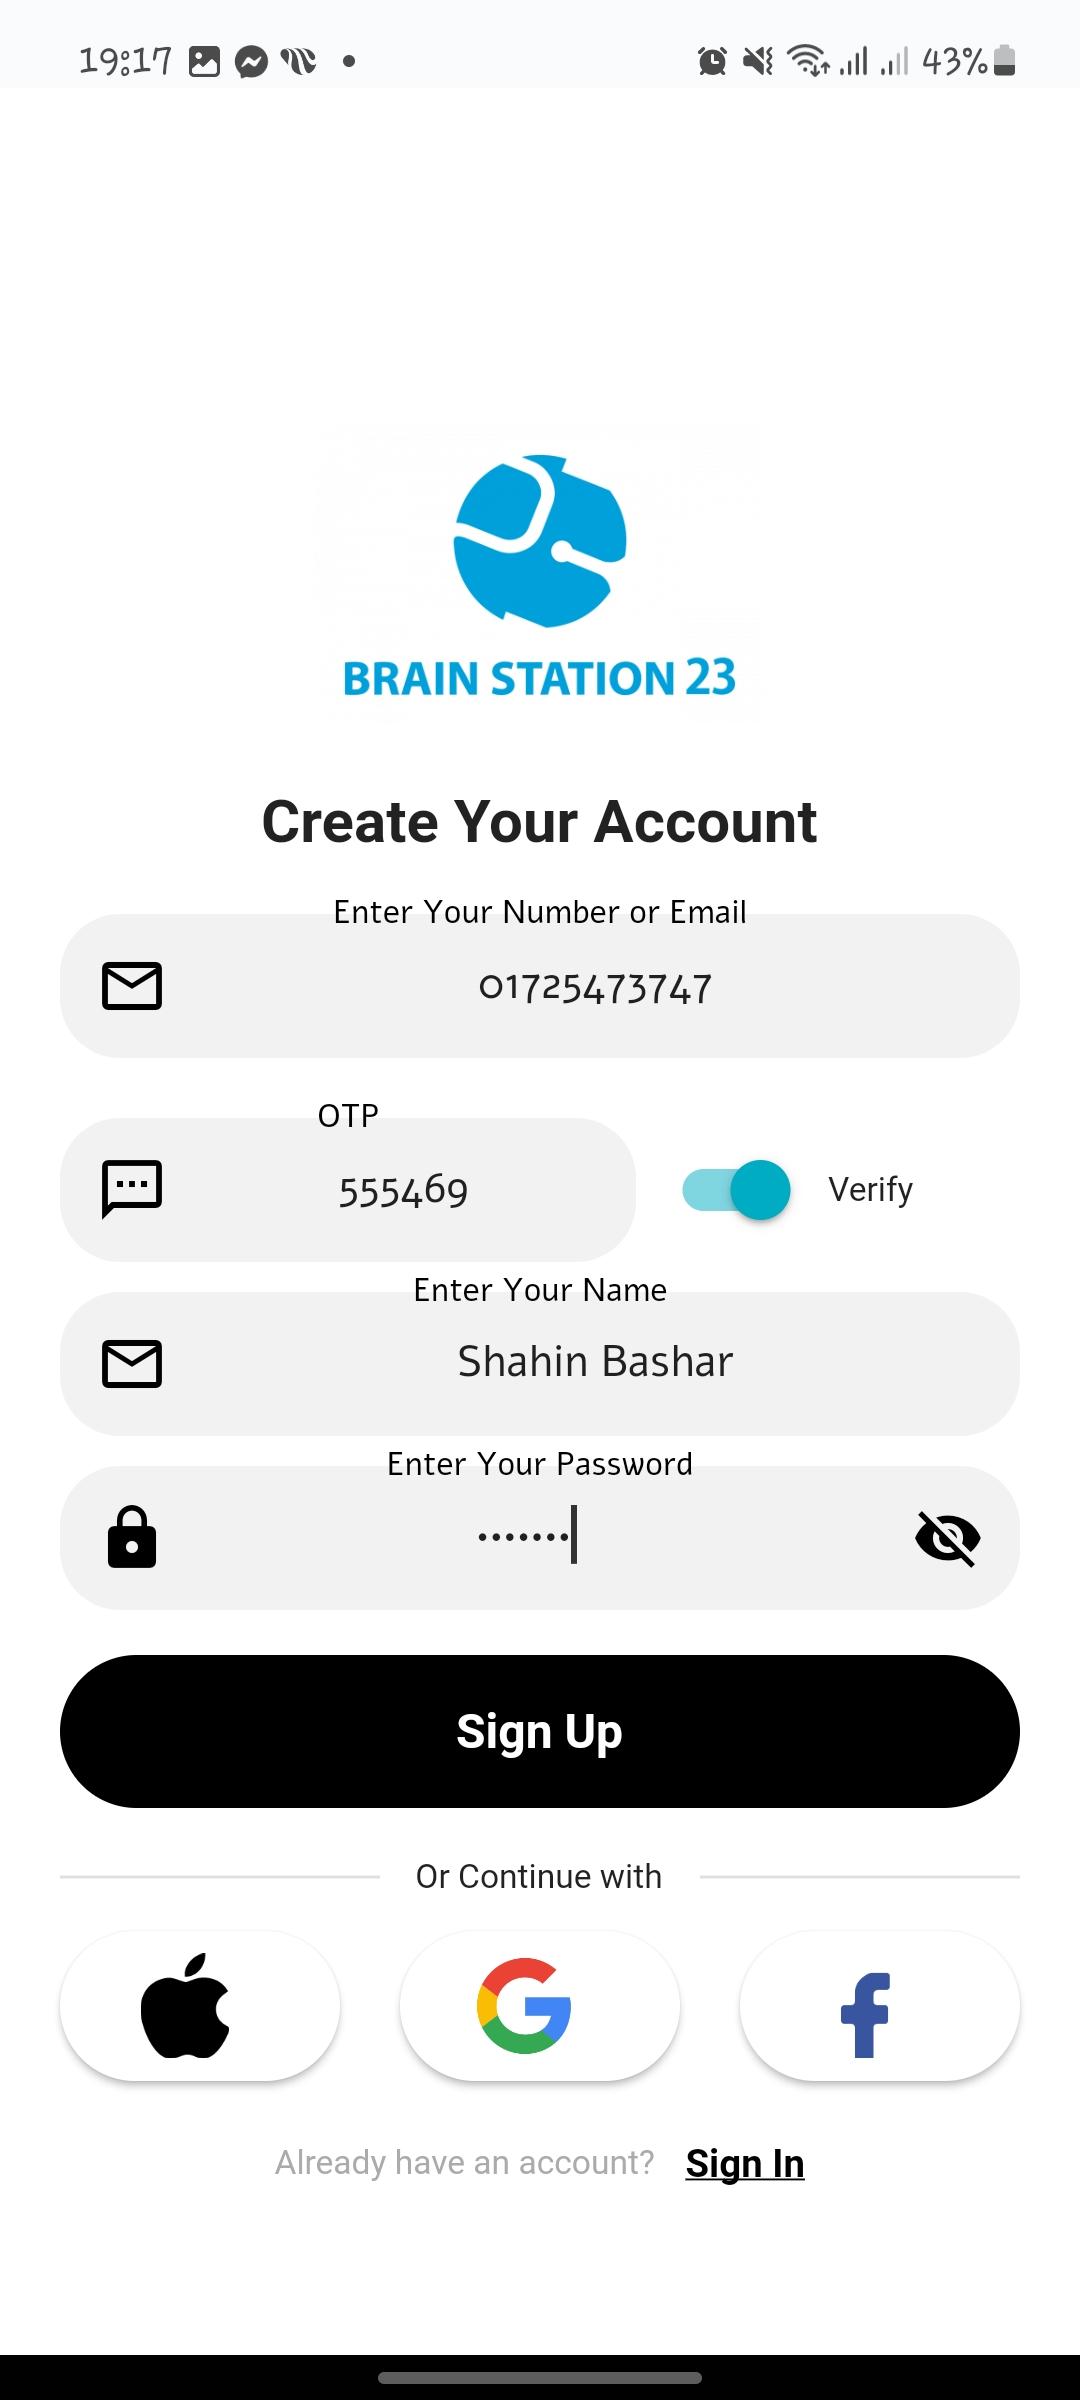 19:17
43%
BRAIN STATION 23
Create Your Account
Enter Your Number or Email
01725473747
OTP
555469
Verify
Enter Your Name
Shahin Bashar
Enter Your Password
•••••••
Sign Up
Or Continue with
Already have an account? Sign In